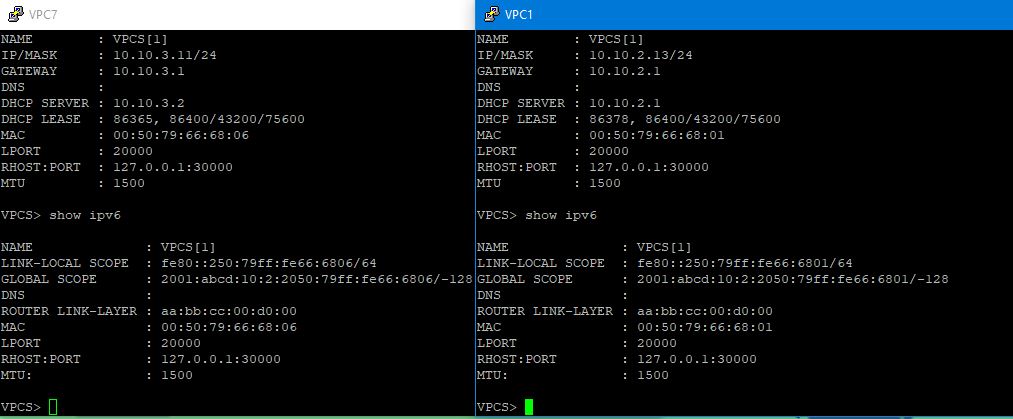 VPC7
NAME : VPCS[1]
IP/MASK : 10.10.3.11/24
GATEWAY : 10.10.3.1
DNS :
DHCP SERVER : 10.10.3.2
DHCP LEASE : 86365, 86400/43200/75600
MAC : 00:50:79:66:68:06
LPORT : 20000
RHOST:PORT : 127.0.0.1:30000
MTU : 1500
VPCS> show ipv6
NAME : VPCS[1]
LINK-LOCAL SCOPE : fe80::250:79ff:fe66:6806/64
GLOBAL SCOPE : 2001:abcd:10:2:2050:79ff:fe66:6806/-128
DNS :
ROUTER LINK-LAYER : aa:bb:cc:00:d0:00
MAC : 00:50:79:66:68:06
LPORT : 20000
RHOST:PORT : 127.0.0.1:30000
MTU: : 1500
VPCS>
VPC1
NAME : VPCS[1]
IP/MASK : 10.10.2.13/24
GATEWAY : 10.10.2.1
DNS :
DHCP SERVER : 10.10.2.1
DHCP LEASE : 86378, 86400/43200/75600
MAC : 00:50:79:66:68:01
LPORT : 20000
RHOST:PORT : 127.0.0.1:30000
MTU : 1500
VPCS> show ipv6
NAME : VPCS[1]
LINK-LOCAL SCOPE : fe80::250:79ff:fe66:6801/64
GLOBAL SCOPE : 2001:abcd:10:2:2050:79ff:fe66:6801/-128
DNS :
ROUTER LINK-LAYER : aa:bb:cc:00:d0:00
MAC : 00:50:79:66:68:01
LPORT : 20000
RHOST:PORT : 127.0.0.1:30000
MTU: : 1500
VPCS>